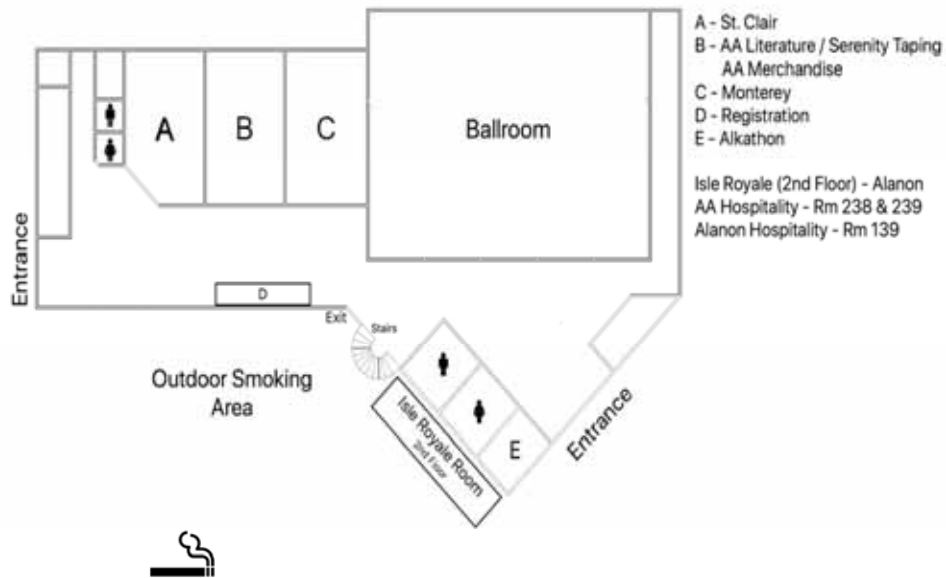 A - St. Clair
B - AA Literature / Serenity Taping
AA Merchandise
C - Monterey
D - Registration
E - Alkathon
Isle Royale (2nd Floor) - Alanon
AA Hospitality - Rm 238 & 239
Alanon Hospitality - Rm 139
A
B
C
Ballroom
Entrance
D
Exit
Stairs
Outdoor Smoking
Area
Isle Royale Room
2nd Floor
E
Entrance